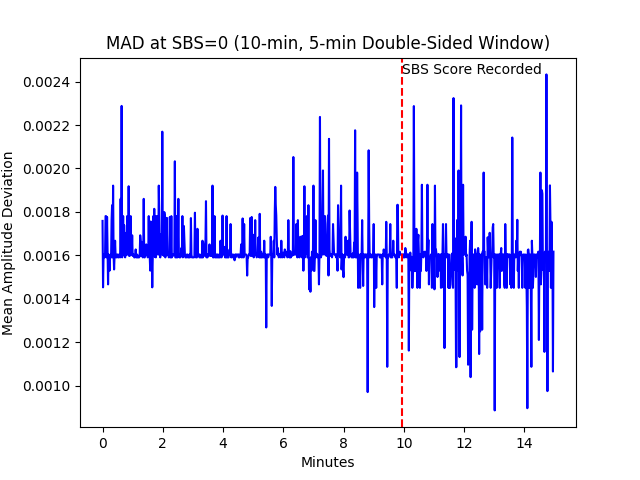 MAD at SBS=0 (10-min, 5-min Double-Sided Window)
SBS Score Recorded
Mean Amplitude Deviation
0.0024
0.0022
0.0020
0.0018
0.0016
0.0014
0.0012
0.0010
0 2 4 6 8 10 12 14
Minutes